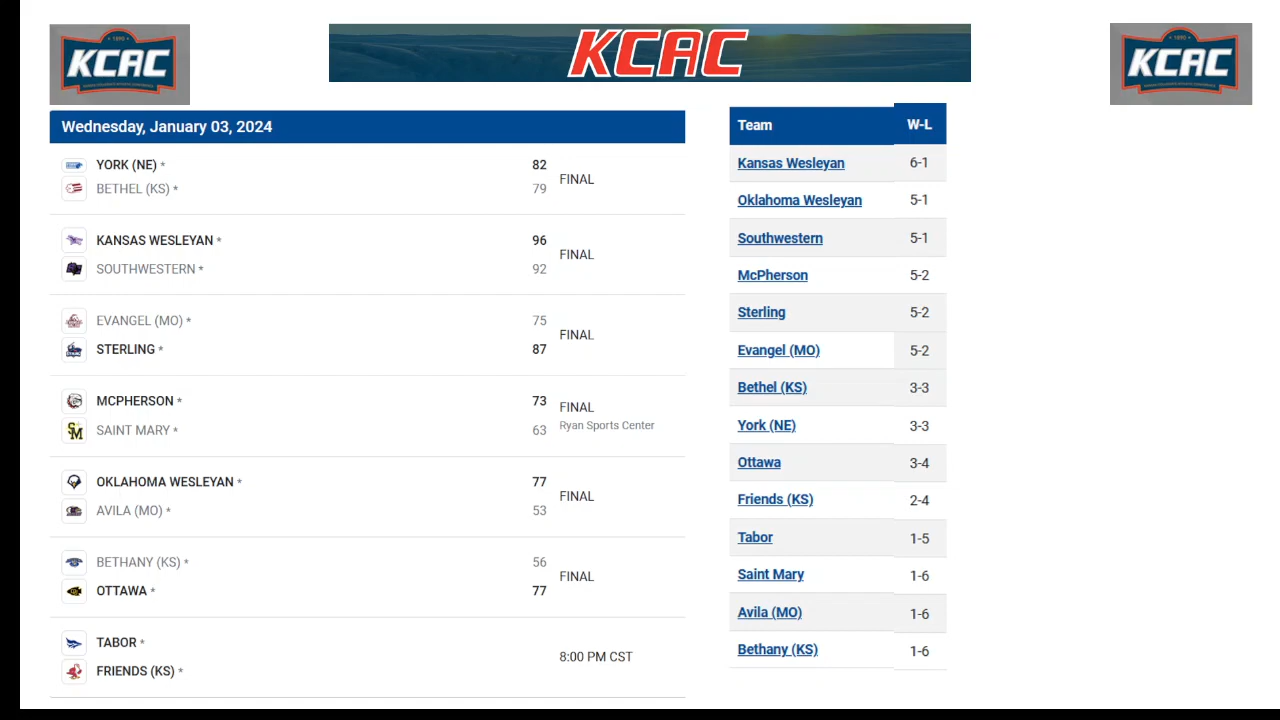 · 1890 ·
KCAC
KCAC
· 1890 ·
KCAC
Wednesday, January 03, 2024
YORK (NE) * 82
BETHEL (KS) * 79
FINAL
KANSAS WESLEYAN * 96
SOUTHWESTERN * 92
FINAL
EVANGEL (MO) * 75
STERLING * 87
FINAL
MCPHERSON * 73
SM SAINT MARY * 63
FINAL
Ryan Sports Center
OKLAHOMA WESLEYAN * 77
AVILA (MO) * 53
FINAL
BETHANY (KS) * 56
OTTAWA * 77
FINAL
TABOR *
FRIENDS (KS) *
8:00 PM CST
Team W-L
Kansas Wesleyan 6-1
Oklahoma Wesleyan 5-1
Southwestern 5-1
McPherson 5-2
Sterling 5-2
Evangel (MO) 5-2
Bethel (KS) 3-3
York (NE) 3-3
Ottawa 3-4
Friends (KS) 2-4
Tabor 1-5
Saint Mary 1-6
Avila (MO) 1-6
Bethany (KS) 1-6